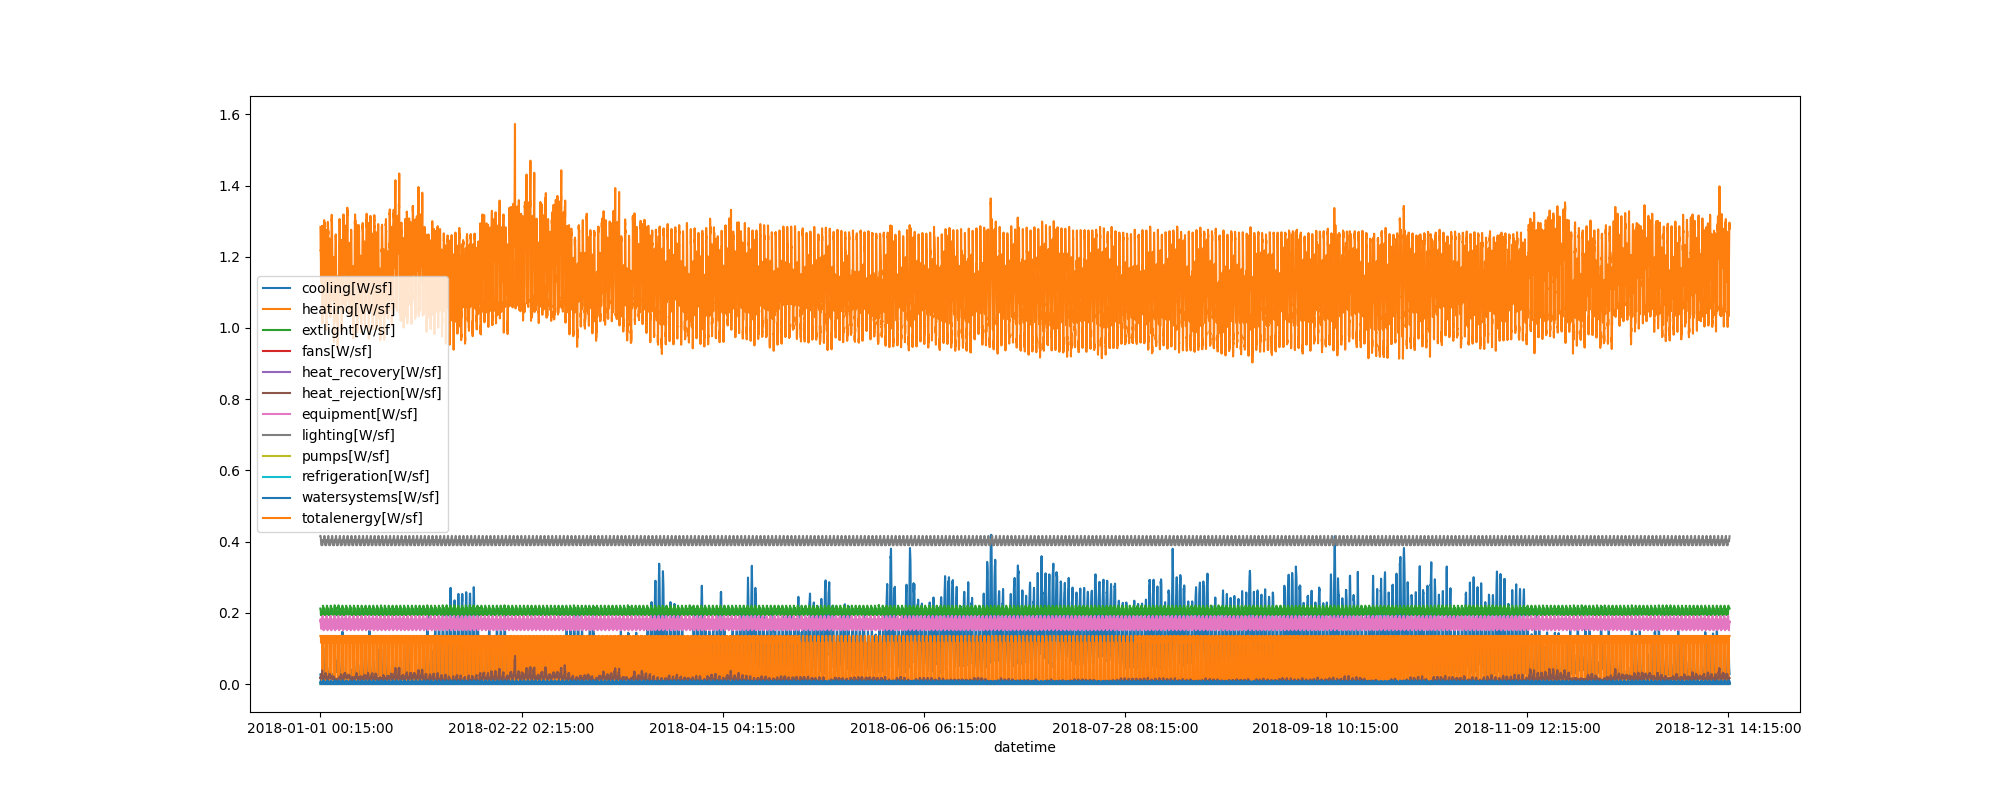 1.6
1.4
1.2
1.0
0.8
0.6
0.4
0.2
0.0
cooling[W/sf]
heating[W/sf]
extlight[W/sf]
fans[W/sf]
heat_recovery[W/sf]
heat_rejection[W/sf]
equipment[W/sf]
lighting[W/sf]
pumps[W/sf]
refrigeration[W/sf]
watersystems[W/sf]
totalenergy[W/sf]
2018-01-01 00:15:00 2018-02-22 02:15:00 2018-04-15 04:15:00 2018-06-06 06:15:00 2018-07-28 08:15:00 2018-09-18 10:15:00 2018-11-09 12:15:00 2018-12-31 14:15:00
datetime